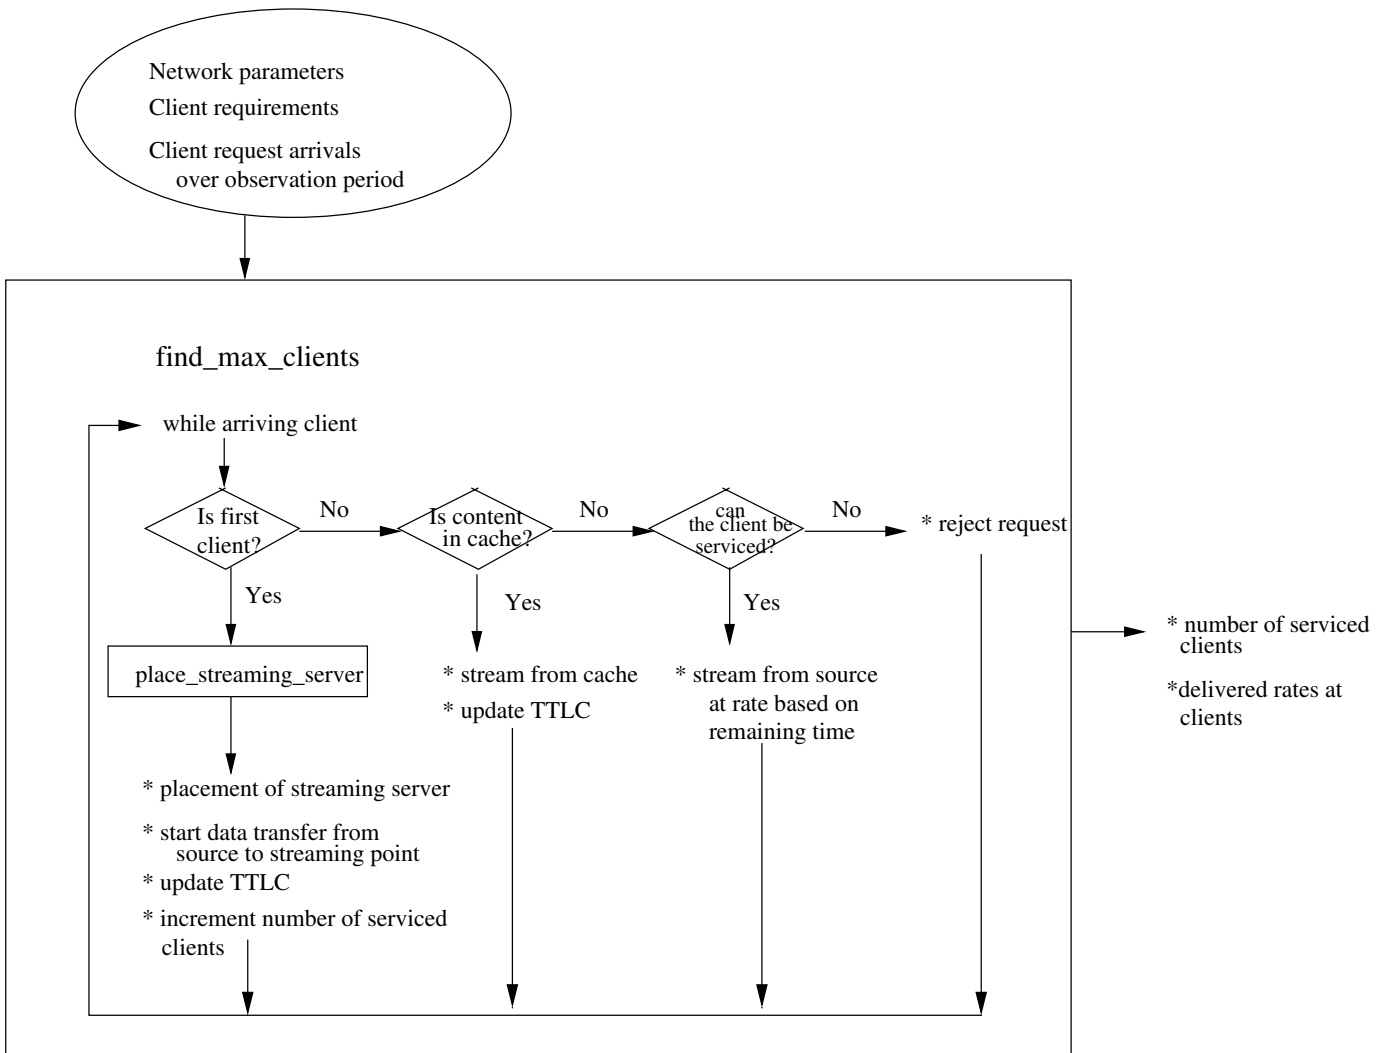 Network parameters
Client requirements
Client request arrivals
over observation period
find_max_clients
while arriving client
Is first
client?
No
Is content
in cache?
No
can
the client be
serviced?
No
* reject request
Yes
Yes
Yes
place_streaming_server
* stream from cache
* update TTLC
* stream from source
at rate based on
remaining time
* placement of streaming server
* start data transfer from
source to streaming point
* update TTLC
* increment number of serviced
clients
* number of serviced
clients
*delivered rates at
clients